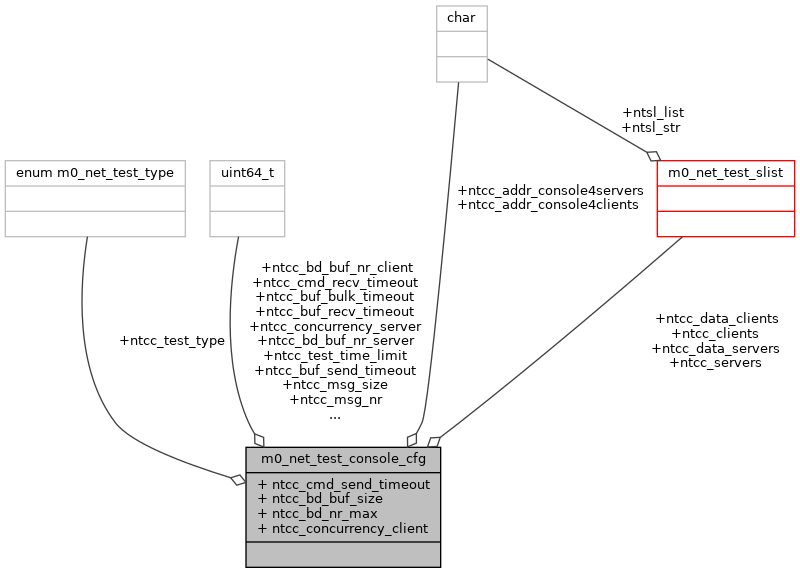 char
+ntsl_list
+ntsl_str
enum m0_net_test_type
uint64_t
m0_net_test_slist
+ntcc_addr_console4servers
+ntcc_addr_console4clients
+ntcc_bd_buf_nr_client
+ntcc_cmd_recv_timeout
+ntcc_buf_bulk_timeout
+ntcc_buf_recv_timeout
+ntcc_concurrency_server
+ntcc_bd_buf_nr_server
+ntcc_test_time_limit
+ntcc_buf_send_timeout
+ntcc_msg_size
+ntcc_msg_nr
...
+ntcc_test_type
+ntcc_data_clients
+ntcc_clients
+ntcc_data_servers
+ntcc_servers
m0_net_test_console_cfg
+ ntcc_cmd_send_timeout
+ ntcc_bd_buf_size
+ ntcc_bd_nr_max
+ ntcc_concurrency_client